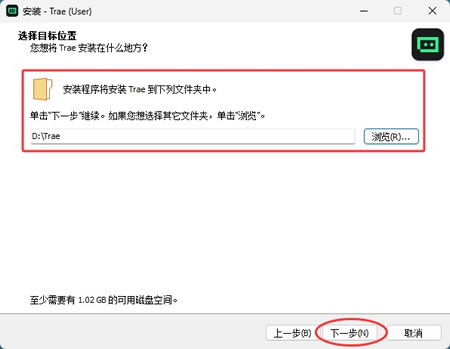 安装 - Trae (User)
选择目标位置
您想将 Trae 安装在什么地方?
安装程序将安装 Trae 到下列文件夹中。
单击"下一步"继续。如果您想选择其它文件夹，单击"浏览"。
D:\Trae
浏览(R)...
至少需要有 1.02 GB 的可用磁盘空间。
上一步(B)
下一步(N)
取消